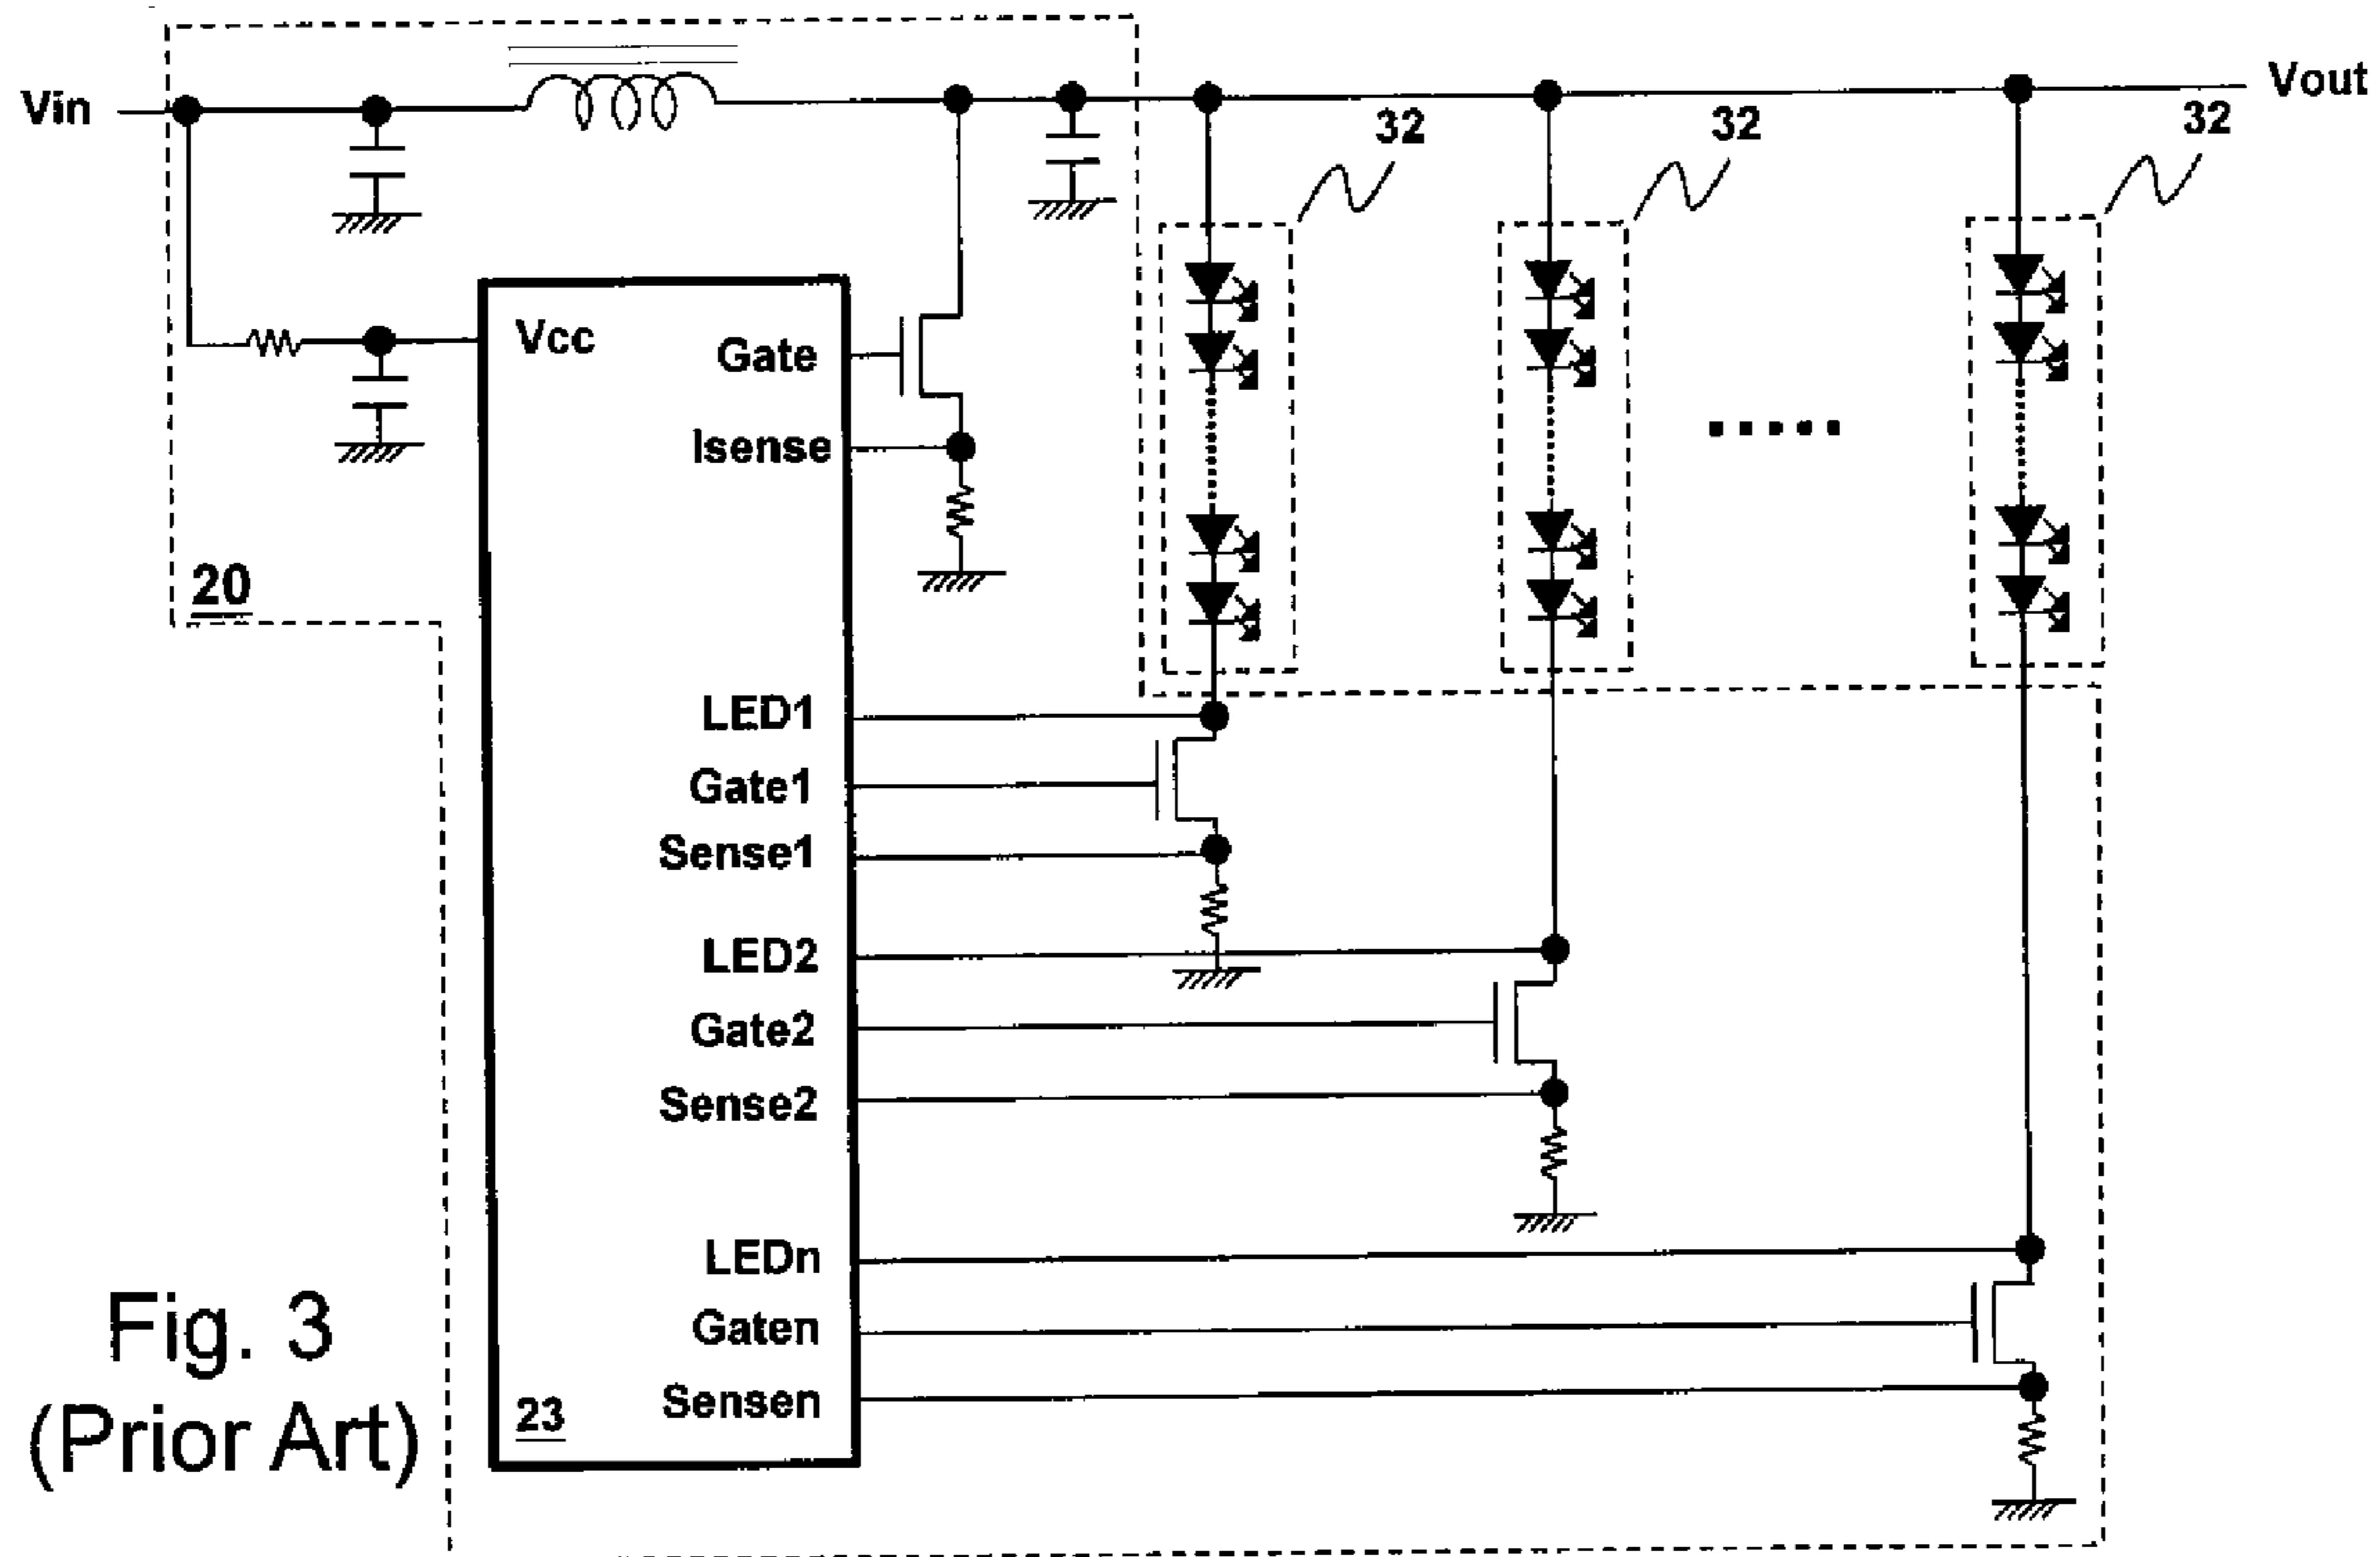 Vin
Vout
32
32
32
Vcc
Gate
Isense
20
LED1
Gate1
Sense1
LED2
Gate2
Sense2
LEDn
Gaten
Sensen
23
Fig. 3
(Prior Art)